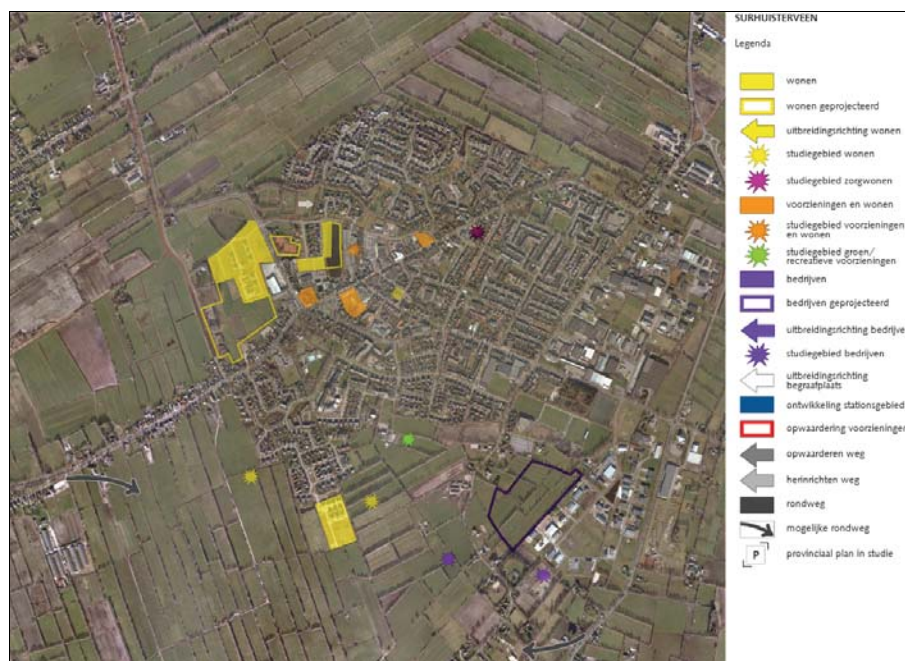 SURHUISTERVEEN
Legenda
wonen
wonen geprojecteerd
uitbreidingsrichting wonen
studiegebied wonen
studiegebied zorgwonen
voorzieningen en wonen
studiegebied voorzieningen
en wonen
studiegebied groen/
recreatieve voorzieningen
bedrijven
bedrijven geprojecteerd
uitbreidingsrichting bedrijve
studiegebied bedrijven
uitbreidingsrichting
begraafplaats
ontwikkeling stationsgebied
opwaardering voorzieningen
opwaarderen weg
herinrichten weg
rondweg
mogelijke rondweg
P provinciaal plan in studie